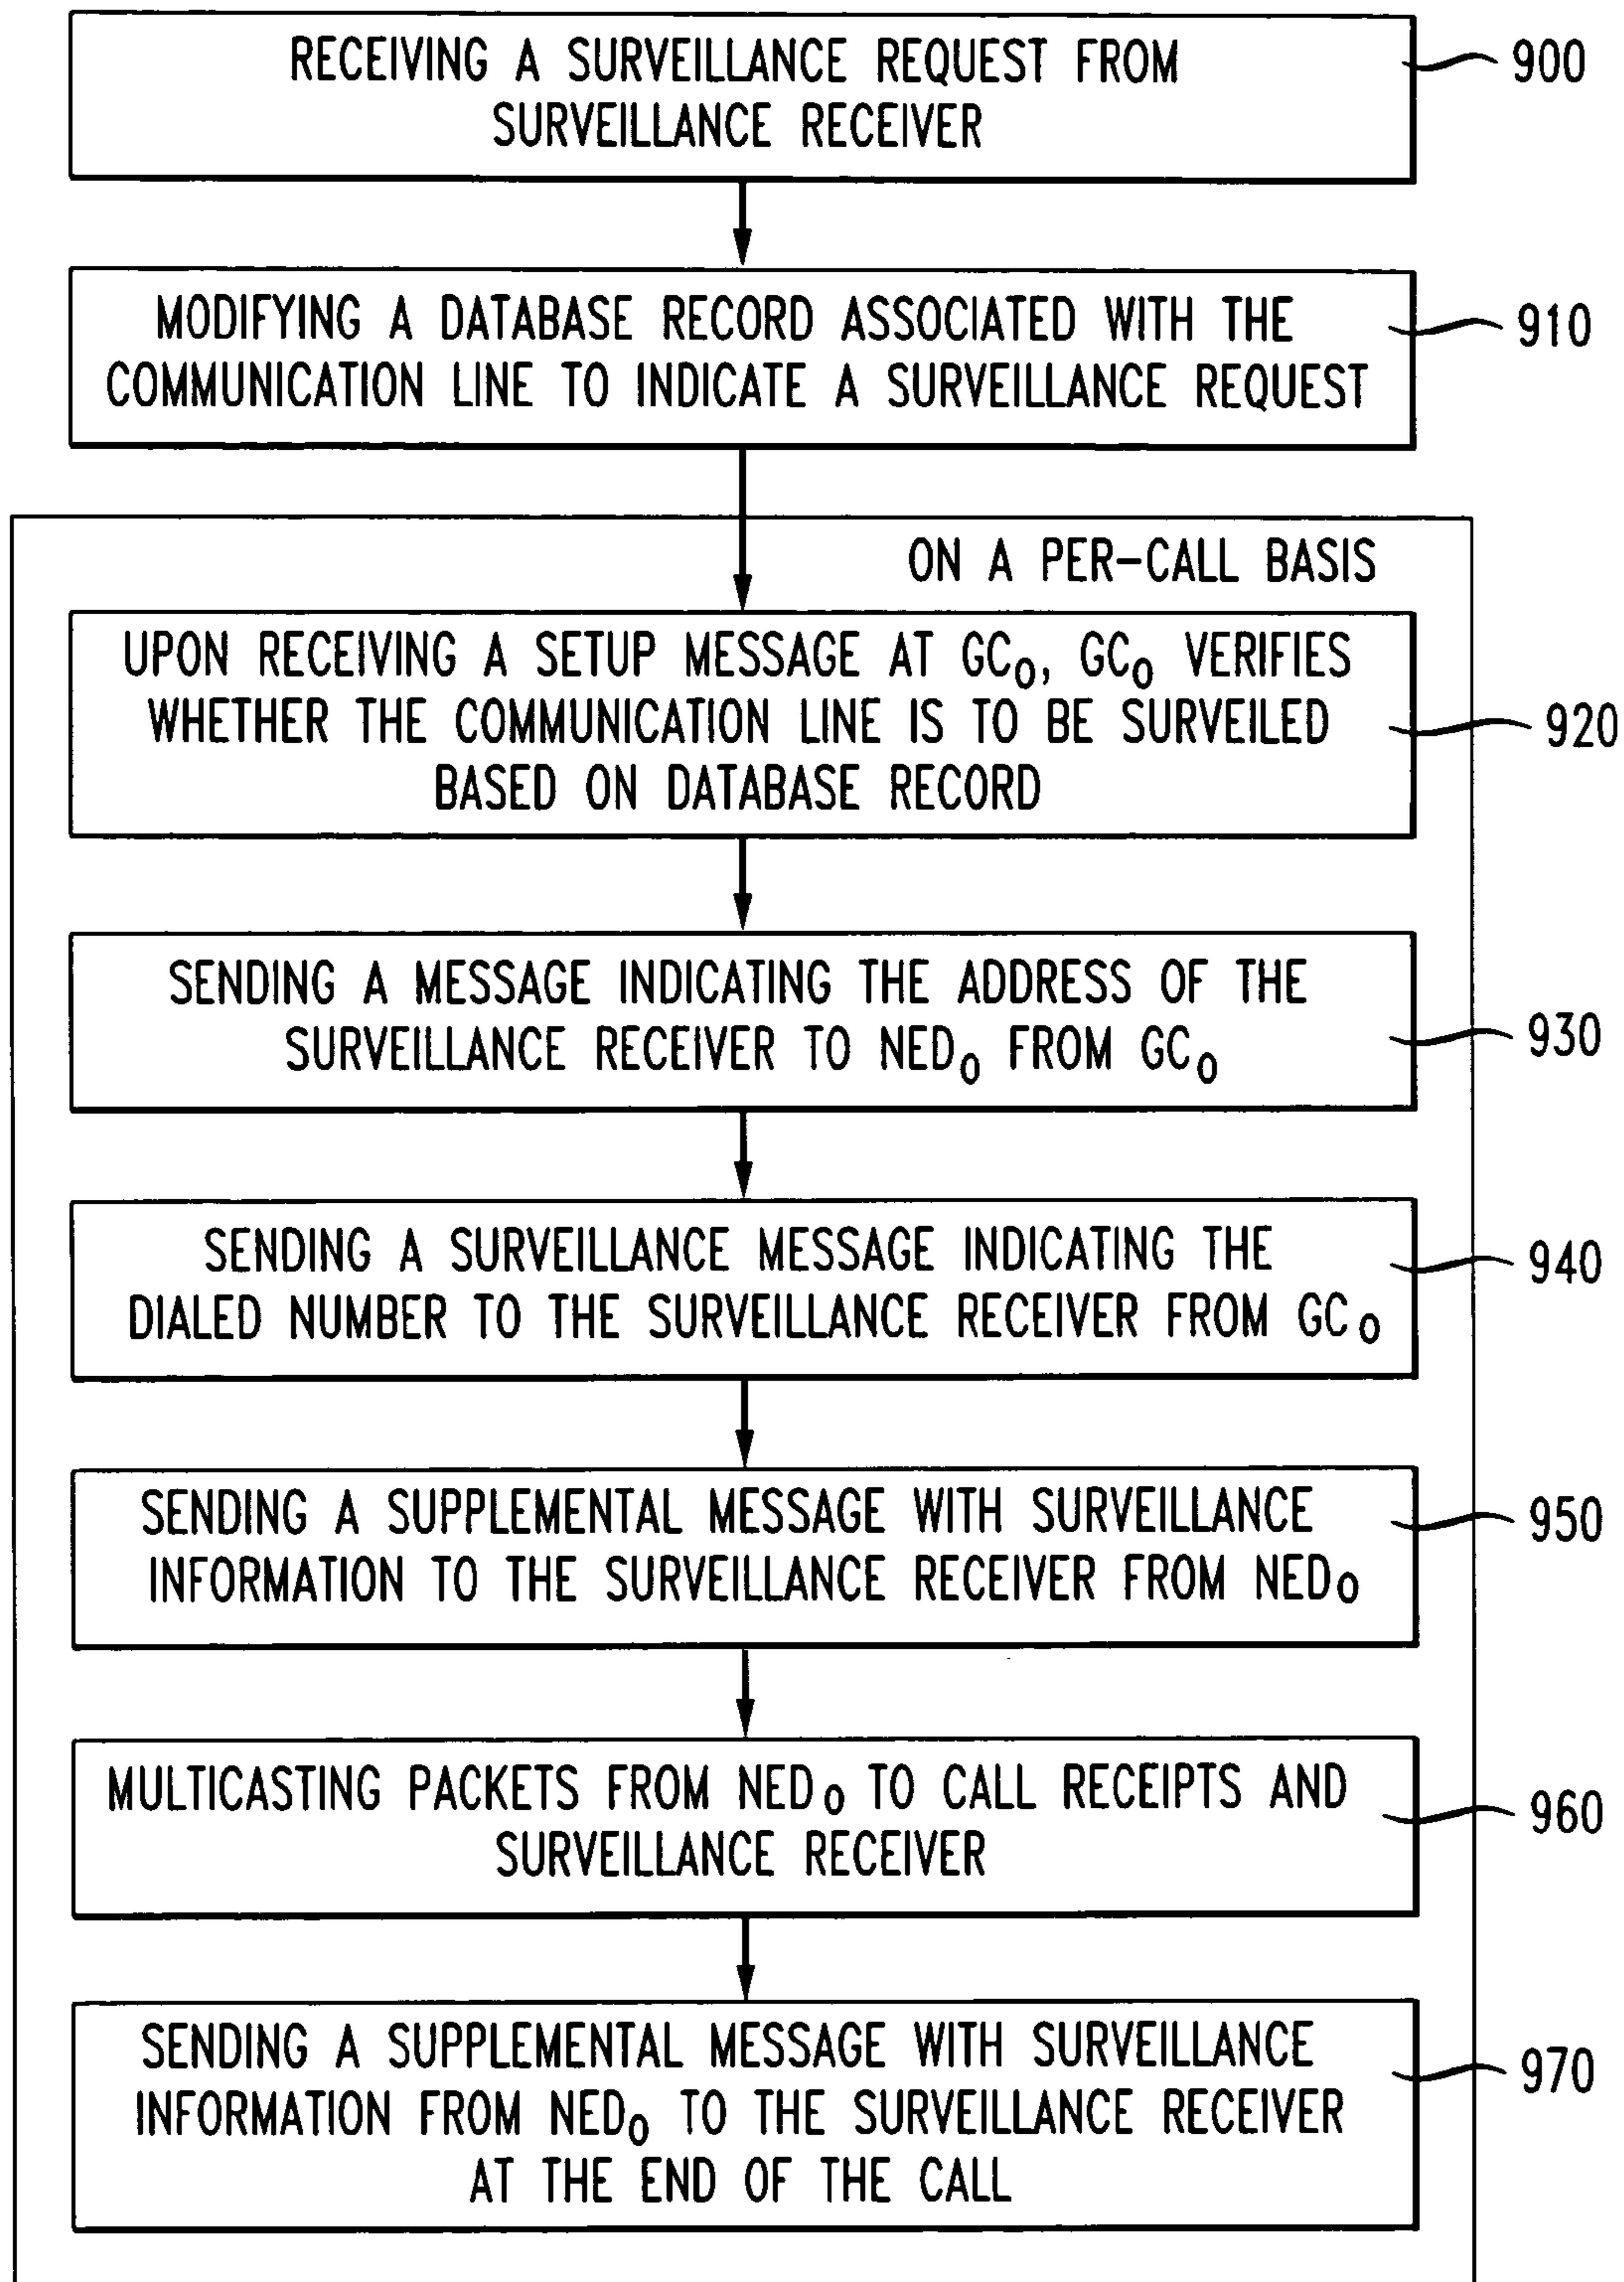 RECEIVING A SURVEILLANCE REQUEST FROM
SURVEILLANCE RECEIVER
900
MODIFYING A DATABASE RECORD ASSOCIATED WITH THE
COMMUNICATION LINE TO INDICATE A SURVEILLANCE REQUEST
910
ON A PER-CALL BASIS
UPON RECEIVING A SETUP MESSAGE AT GC₀, GC₀ VERIFIES
WHETHER THE COMMUNICATION LINE IS TO BE SURVEILED
BASED ON DATABASE RECORD
920
SENDING A MESSAGE INDICATING THE ADDRESS OF THE
SURVEILLANCE RECEIVER TO NED₀ FROM GC₀
930
SENDING A SURVEILLANCE MESSAGE INDICATING THE
DIALED NUMBER TO THE SURVEILLANCE RECEIVER FROM GC₀
940
SENDING A SUPPLEMENTAL MESSAGE WITH SURVEILLANCE
INFORMATION TO THE SURVEILLANCE RECEIVER FROM NED₀
950
MULTICASTING PACKETS FROM NED₀ TO CALL RECEIPTS AND
SURVEILLANCE RECEIVER
960
SENDING A SUPPLEMENTAL MESSAGE WITH SURVEILLANCE
INFORMATION FROM NED₀ TO THE SURVEILLANCE RECEIVER
AT THE END OF THE CALL
970